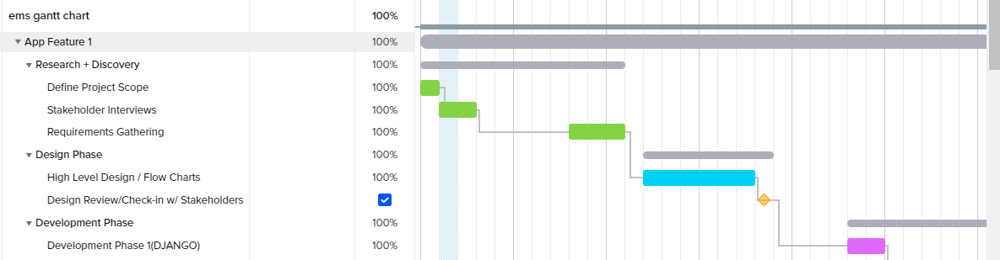 ems gantt chart 100%
App Feature 1 100%
Research + Discovery 100%
Define Project Scope 100%
Stakeholder Interviews 100%
Requirements Gathering 100%
Design Phase 100%
High Level Design / Flow Charts 100%
Design Review/Check-in w/ Stakeholders
Development Phase 100%
Development Phase 1(DJANGO) 100%